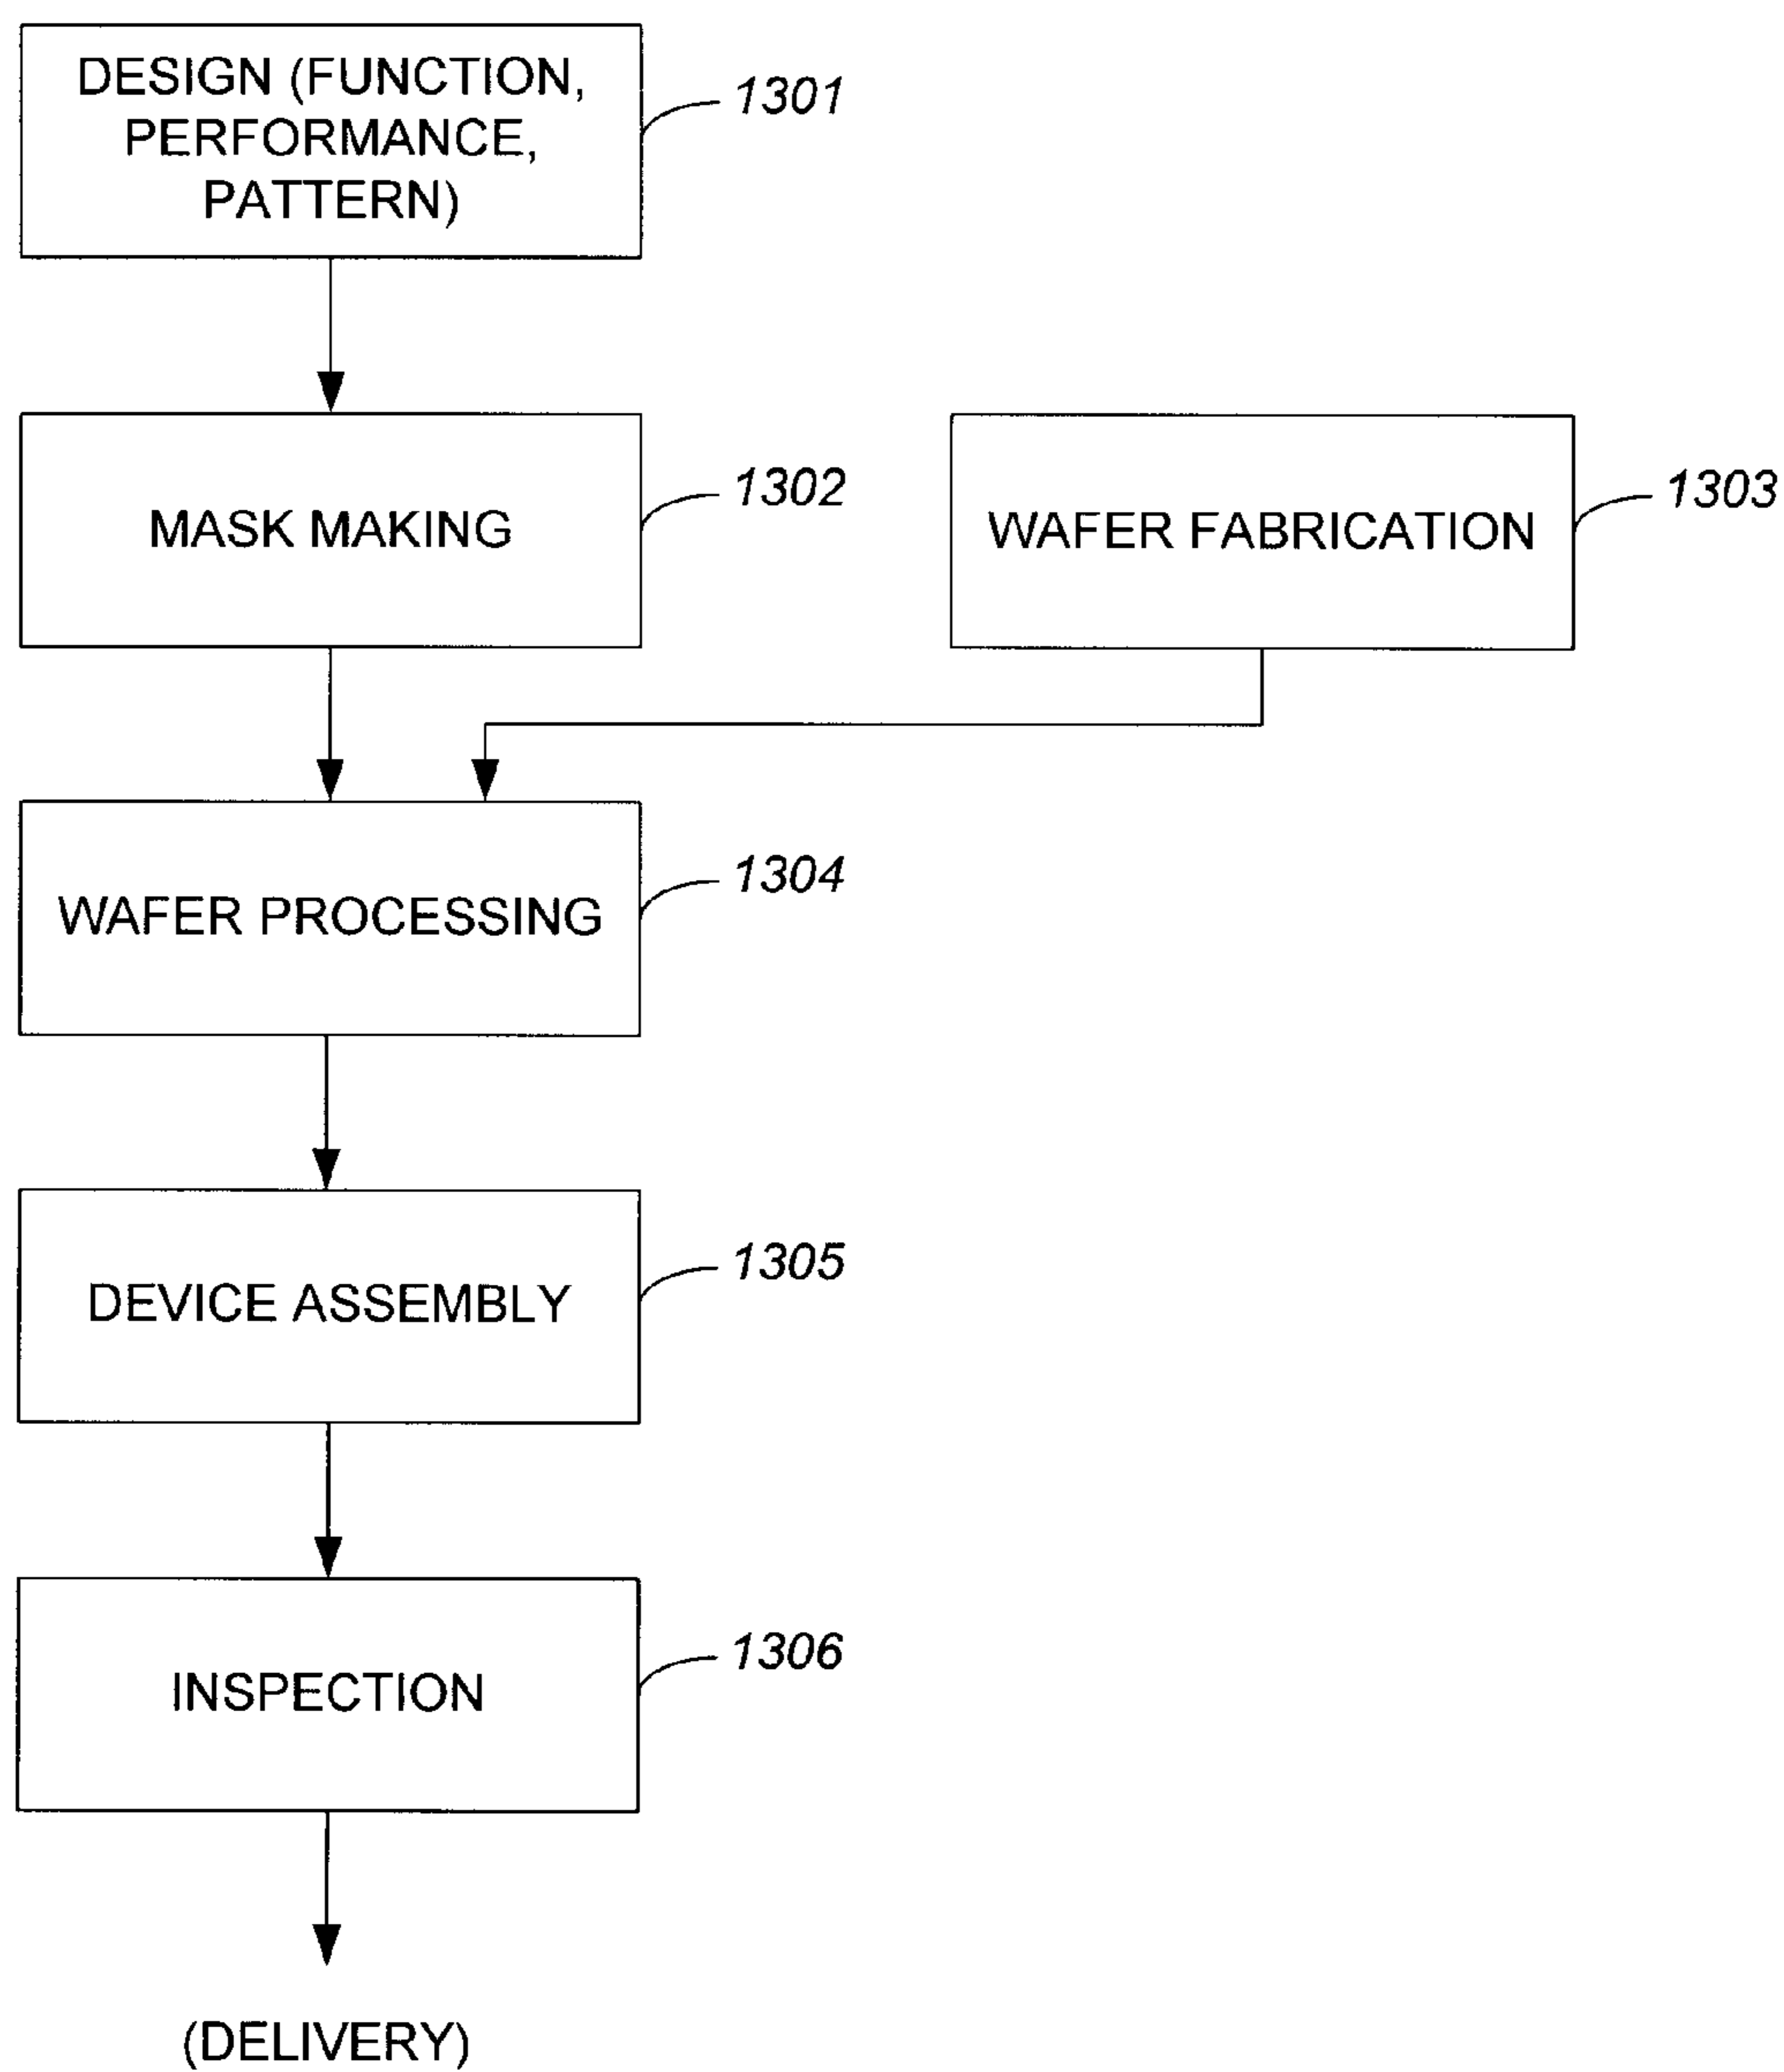 DESIGN (FUNCTION,
PERFORMANCE,
PATTERN)
1301
MASK MAKING
1302
WAFER FABRICATION
1303
WAFER PROCESSING
1304
DEVICE ASSEMBLY
1305
INSPECTION
1306
(DELIVERY)